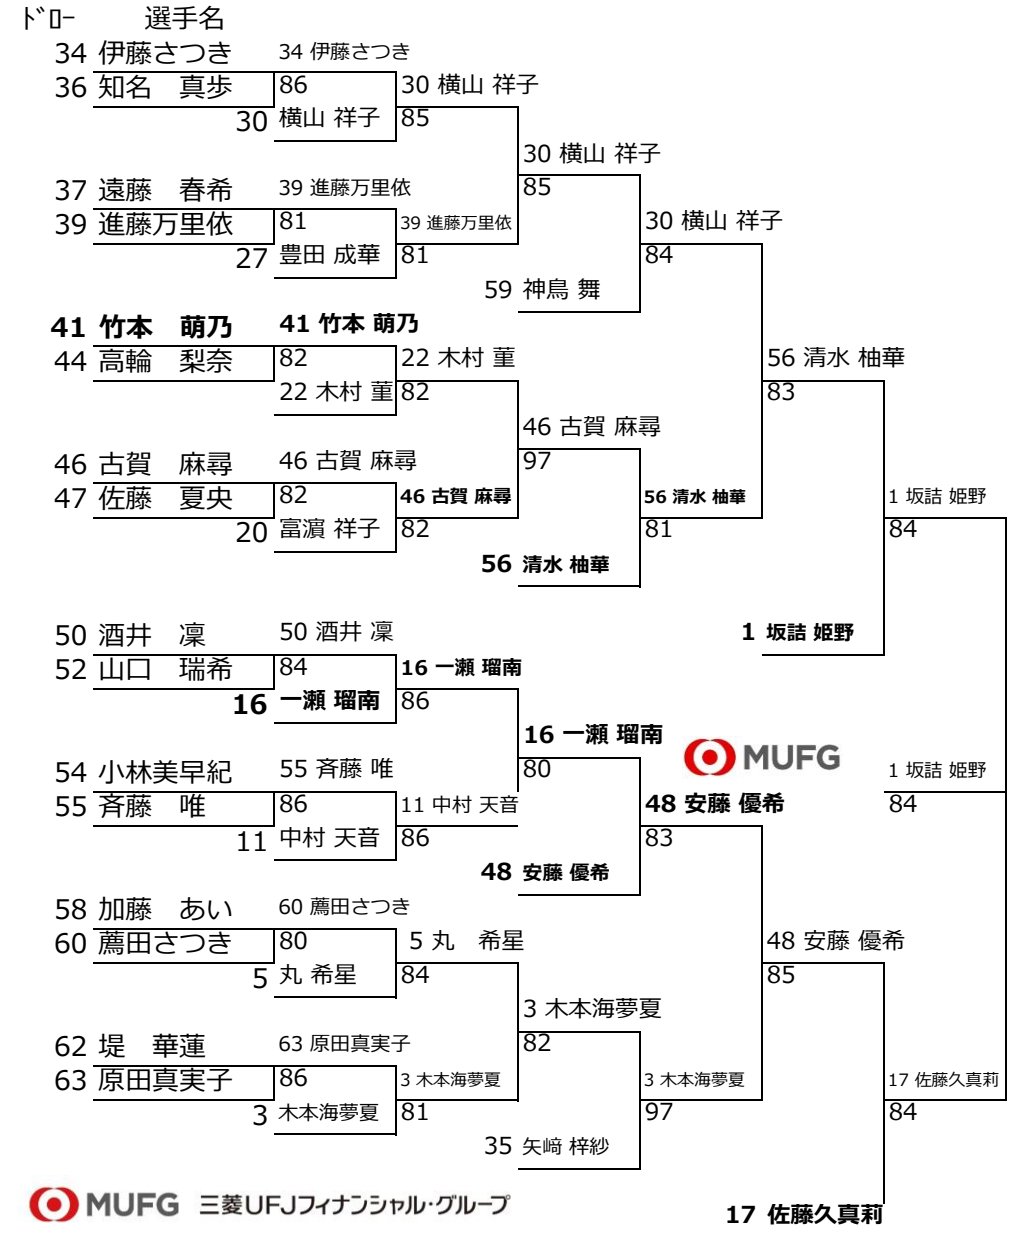 ﾄﾞﾛｰ 選手名
34 伊藤さつき 34 伊藤さつき
36 知名 真歩 86 30 横山 祥子
30 横山 祥子 85
30 横山 祥子
37 遠藤 春希 39 進藤万里依 85
39 進藤万里依 81 39 進藤万里依 30 横山 祥子
27 豊田 成華 81 84
59 神鳥 舞
41 竹本 萌乃 41 竹本 萌乃
44 高輪 梨奈 82 22 木村 菫 56 清水 柚華
22 木村 菫 82 83
46 古賀 麻尋
46 古賀 麻尋 46 古賀 麻尋 97
47 佐藤 夏央 82 46 古賀 麻尋 56 清水 柚華 1 坂詰 姫野
20 富濵 祥子 82 81 84
56 清水 柚華
50 酒井 凜 50 酒井 凜 1 坂詰 姫野
52 山口 瑞希 84 16 一瀬 瑠南
16 一瀬 瑠南 86
16 一瀬 瑠南 MUFG
54 小林美早紀 55 斉藤 唯 80 1 坂詰 姫野
55 斉藤 唯 86 11 中村 天音 48 安藤 優希 84
11 中村 天音 86 83
48 安藤 優希
58 加藤 あい 60 薦田さつき
60 薦田さつき 80 5 丸 希星 48 安藤 優希
5 丸 希星 84 85
3 木本海夢夏
62 堤 華蓮 63 原田真実子 82
63 原田真実子 86 3 木本海夢夏 3 木本海夢夏 17 佐藤久真莉
3 木本海夢夏 81 97 84
35 矢﨑 梓紗
MUFG 三菱UFJフィナンシャル・グループ
17 佐藤久真莉